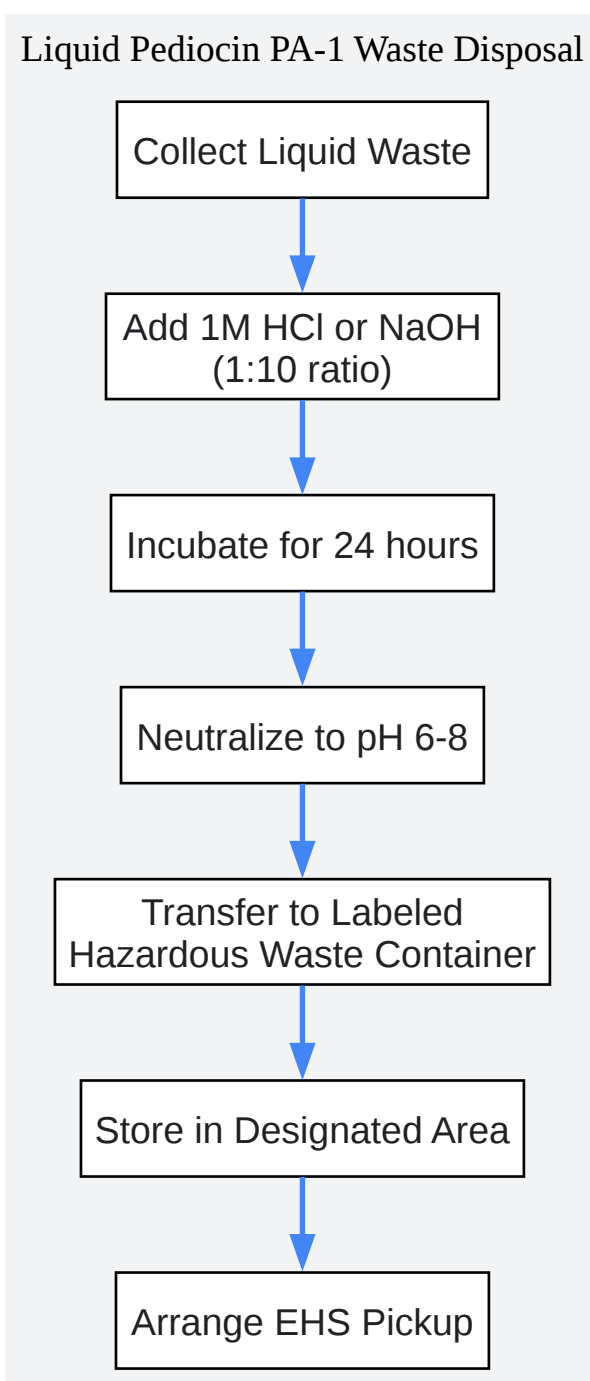 Liquid Pediocin PA-1 Waste Disposal
Collect Liquid Waste
Add 1M HCl or NaOH
(1:10 ratio)
Incubate for 24 hours
Neutralize to pH 6-8
Transfer to Labeled
Hazardous Waste Container
Store in Designated Area
Arrange EHS Pickup